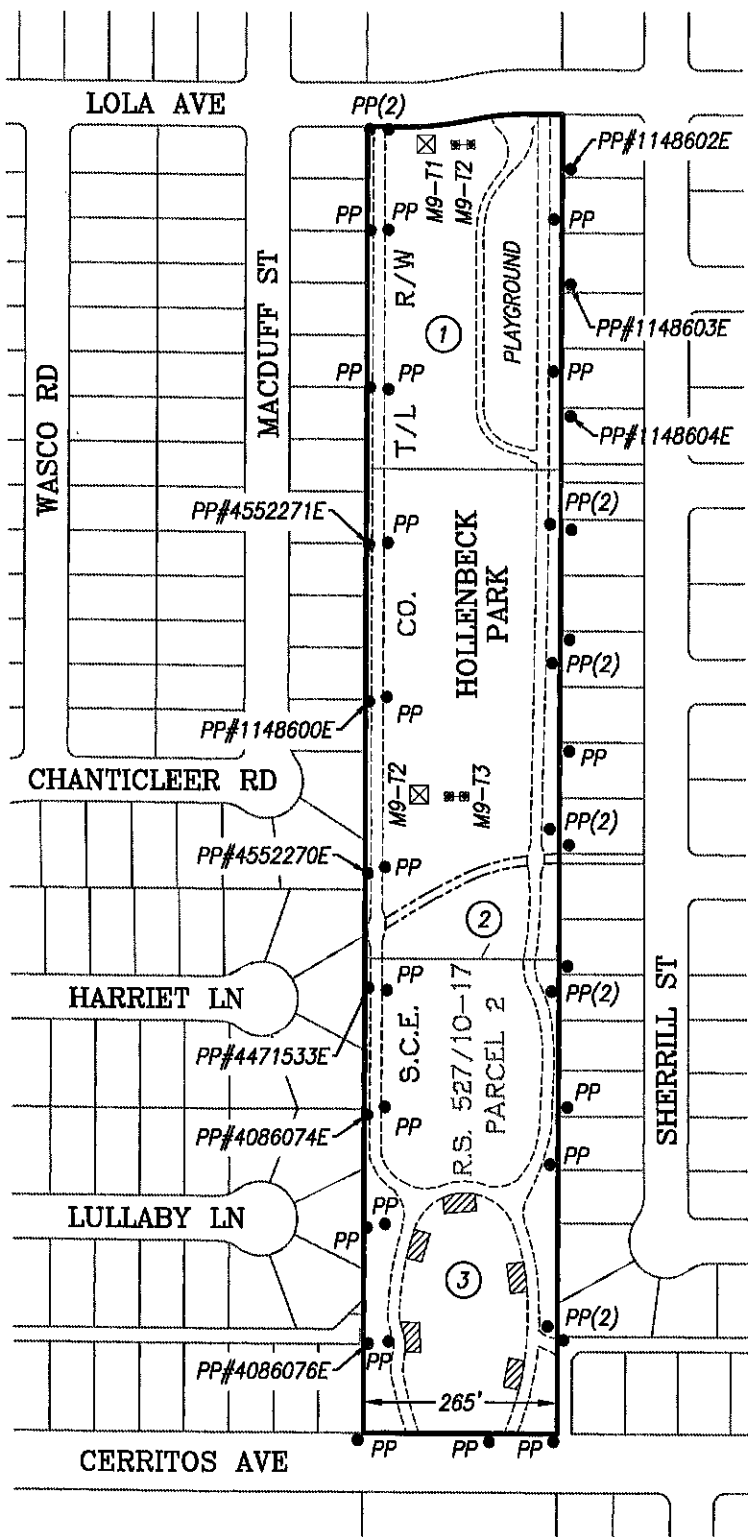 LOLA AVE
PP(2)
PP#1148602E
M9-T1
M9-T2
PP
PP
PP
MACDUFF ST
R/W
1
PLAYGROUND
PP#1148603E
PP
PP
PP
WASCO RD
T/L
PP#1148604E
PP#4552271E
PP
PP(2)
CO.
HOLLENBECK
PARK
PP(2)
PP#1148600E
PP
CHANTICLEER RD
M9-T2
M9-T3
PP
PP(2)
PP#4552270E
PP
2
HARRIET LN
PP
PP(2)
S.C.E.
R.S. 527/10-17
PARCEL 2
PP#4471533E
SHERRILL ST
PP
PP#4086074E
PP
PP
LULLABY LN
PP
PP
3
PP(2)
PP#4086076E
PP
265'
CERRITOS AVE
PP
PP
PP